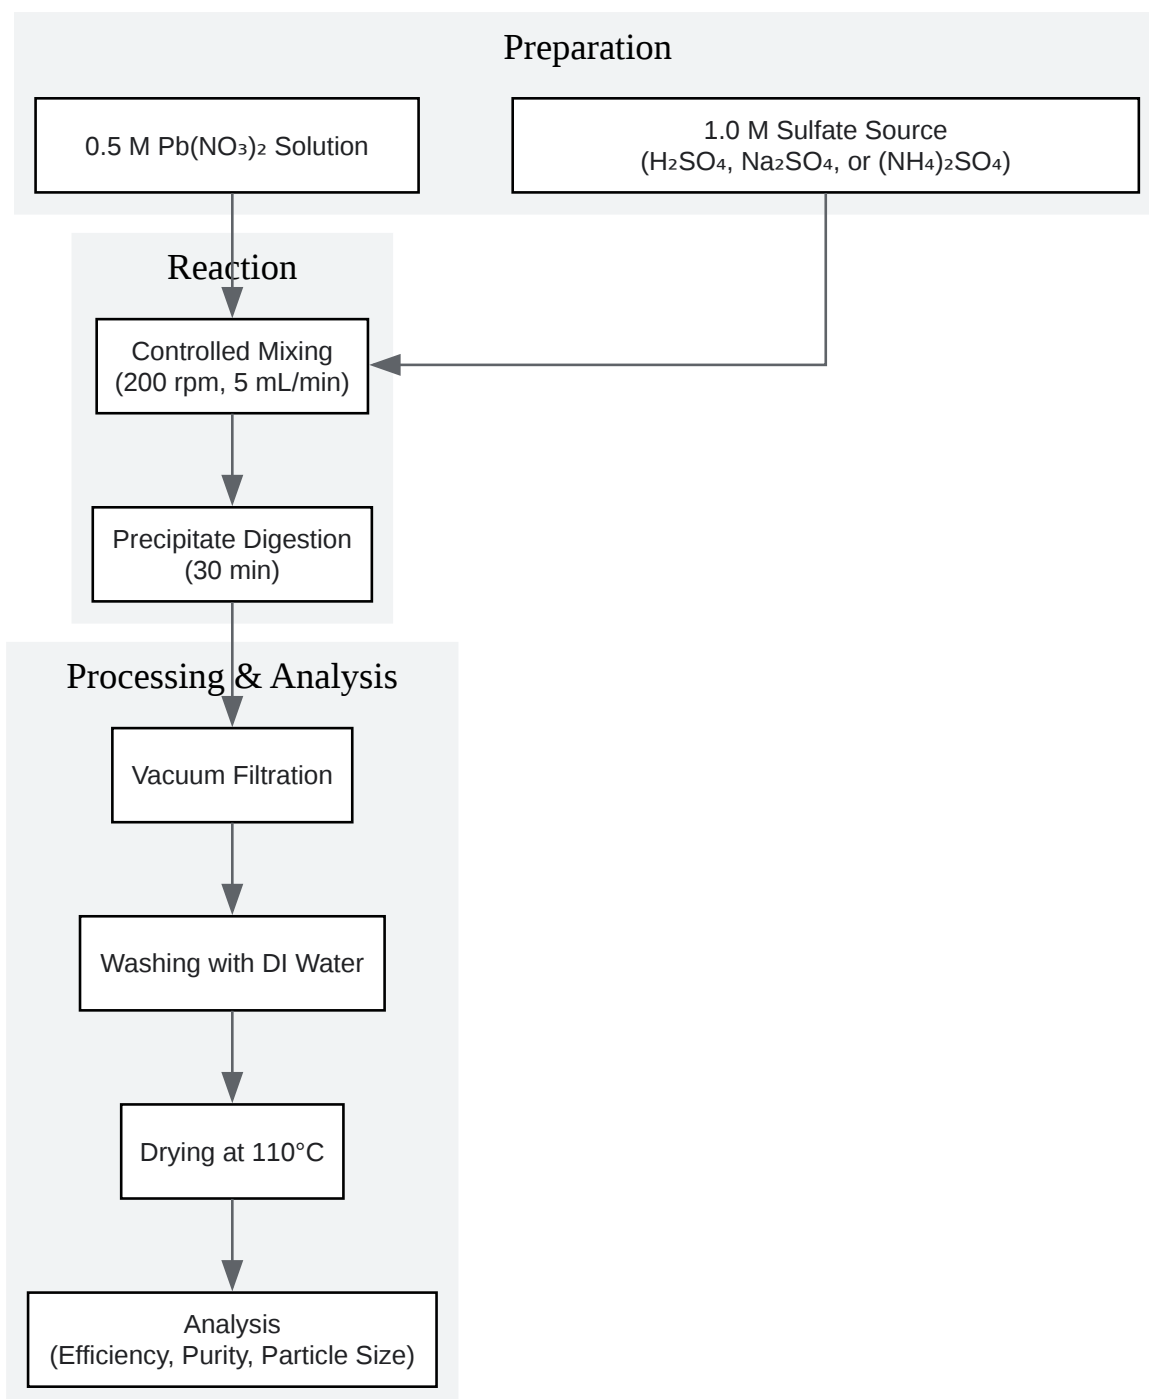 Preparation
0.5 M Pb(NO₃)₂ Solution
1.0 M Sulfate Source
(H₂SO₄, Na₂SO₄, or (NH₄)₂SO₄)
Reaction
Controlled Mixing
(200 rpm, 5 mL/min)
Precipitate Digestion
(30 min)
Processing & Analysis
Vacuum Filtration
Washing with DI Water
Drying at 110°C
Analysis
(Efficiency, Purity, Particle Size)